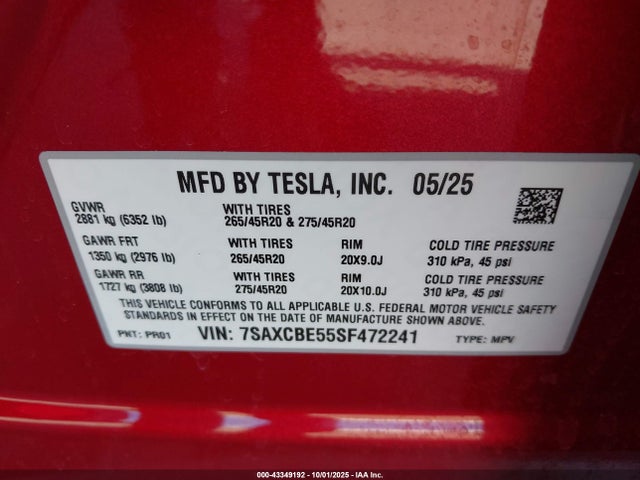 MFD BY TESLA, INC. 05/25
GVWR
2881 kg (6352 lb)
WITH TIRES
265/45R20 & 275/45R20
GAWR FRT
1350 kg (2976 lb)
WITH TIRES
265/45R20
RIM
20X9.0J
COLD TIRE PRESSURE
310 kPa, 45 psi
GAWR RR
1727 kg (3808 lb)
WITH TIRES
275/45R20
RIM
20X10.0J
COLD TIRE PRESSURE
310 kPa, 45 psi
THIS VEHICLE CONFORMS TO ALL APPLICABLE U.S. FEDERAL MOTOR VEHICLE SAFETY
STANDARDS IN EFFECT ON THE DATE OF MANUFACTURE SHOWN ABOVE.
PNT: PR01 VIN: 7SAXCBE55SF472241 TYPE: MPV
000-43349192 - 10/01/2025 - IAA Inc.